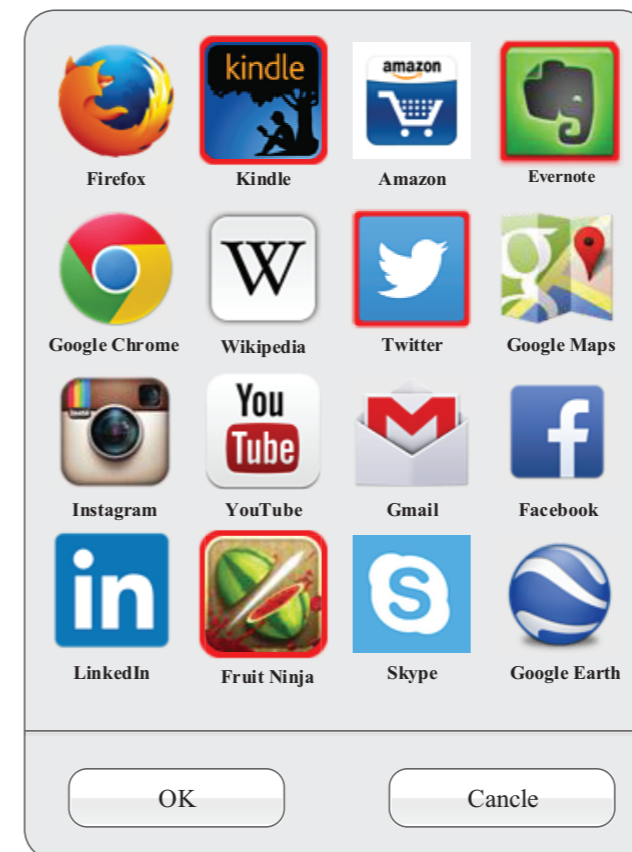 kindle
amazon
Firefox Kindle Amazon Evernote
W
g
Google Chrome Wikipedia Twitter Google Maps
You
Tube
f
Instagram YouTube Gmail Facebook
in
S
LinkedIn Fruit Ninja Skype Google Earth
OK Cancle